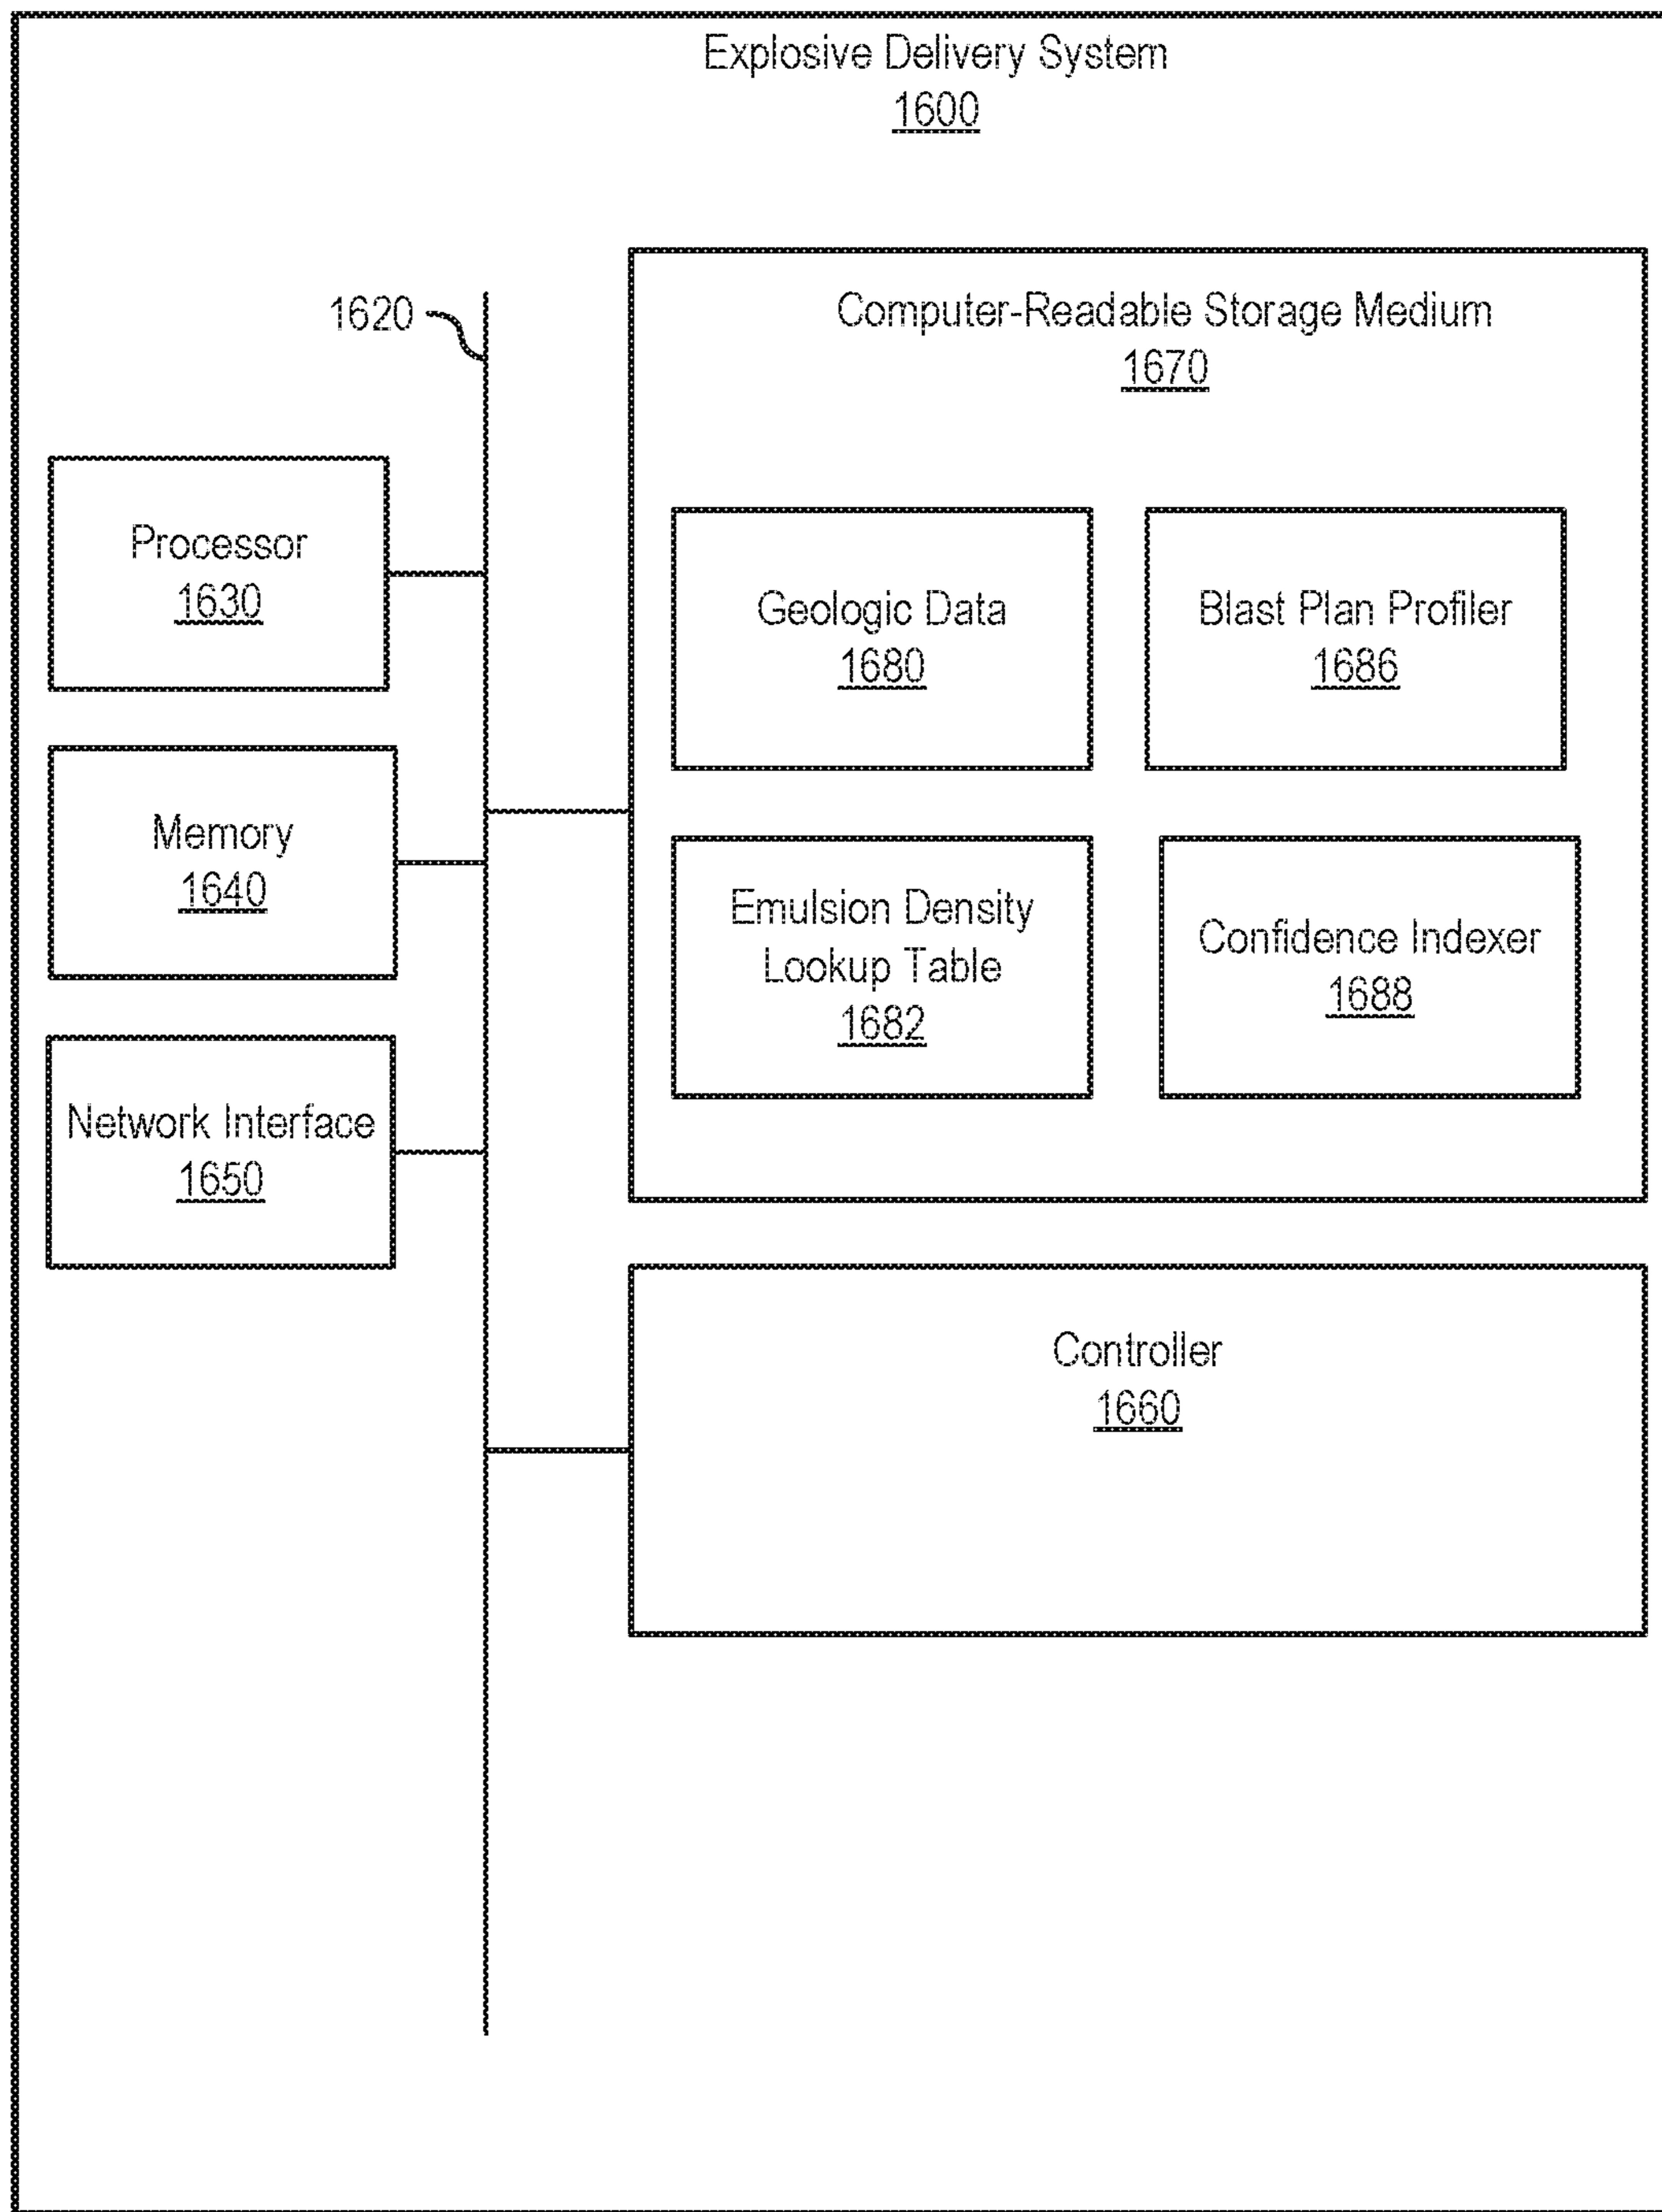 Explosive Delivery System
1600
1620
Computer-Readable Storage Medium
1670
Processor
1630
Geologic Data
1680
Blast Plan Profiler
1686
Memory
1640
Emulsion Density
Lookup Table
1682
Confidence Indexer
1688
Network Interface
1650
Controller
1660